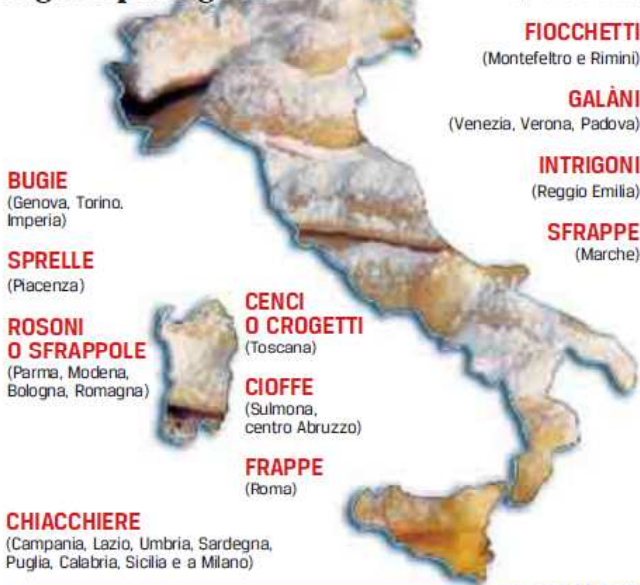 BUGIE
(Genova, Torino,
Imperia)
SPRELLE
(Piacenza)
ROSONI
O SFRAPPOLE
(Parma, Modena,
Bologna, Romagna)
CHIACCHIERE
(Campania, Lazio, Umbria, Sardegna,
Puglia, Calabria, Sicilia e a Milano)
CENCI
O CROGETTI
(Toscana)
CIOFFE
(Sulmona,
centro Abruzzo)
FRAPPE
(Roma)
FIOCCHETTI
(Montefeltro e Rimini)
GALÀNI
(Venezia, Verona, Padova)
INTRIGONI
(Reggio Emilia)
SFRAPPE
(Marche)